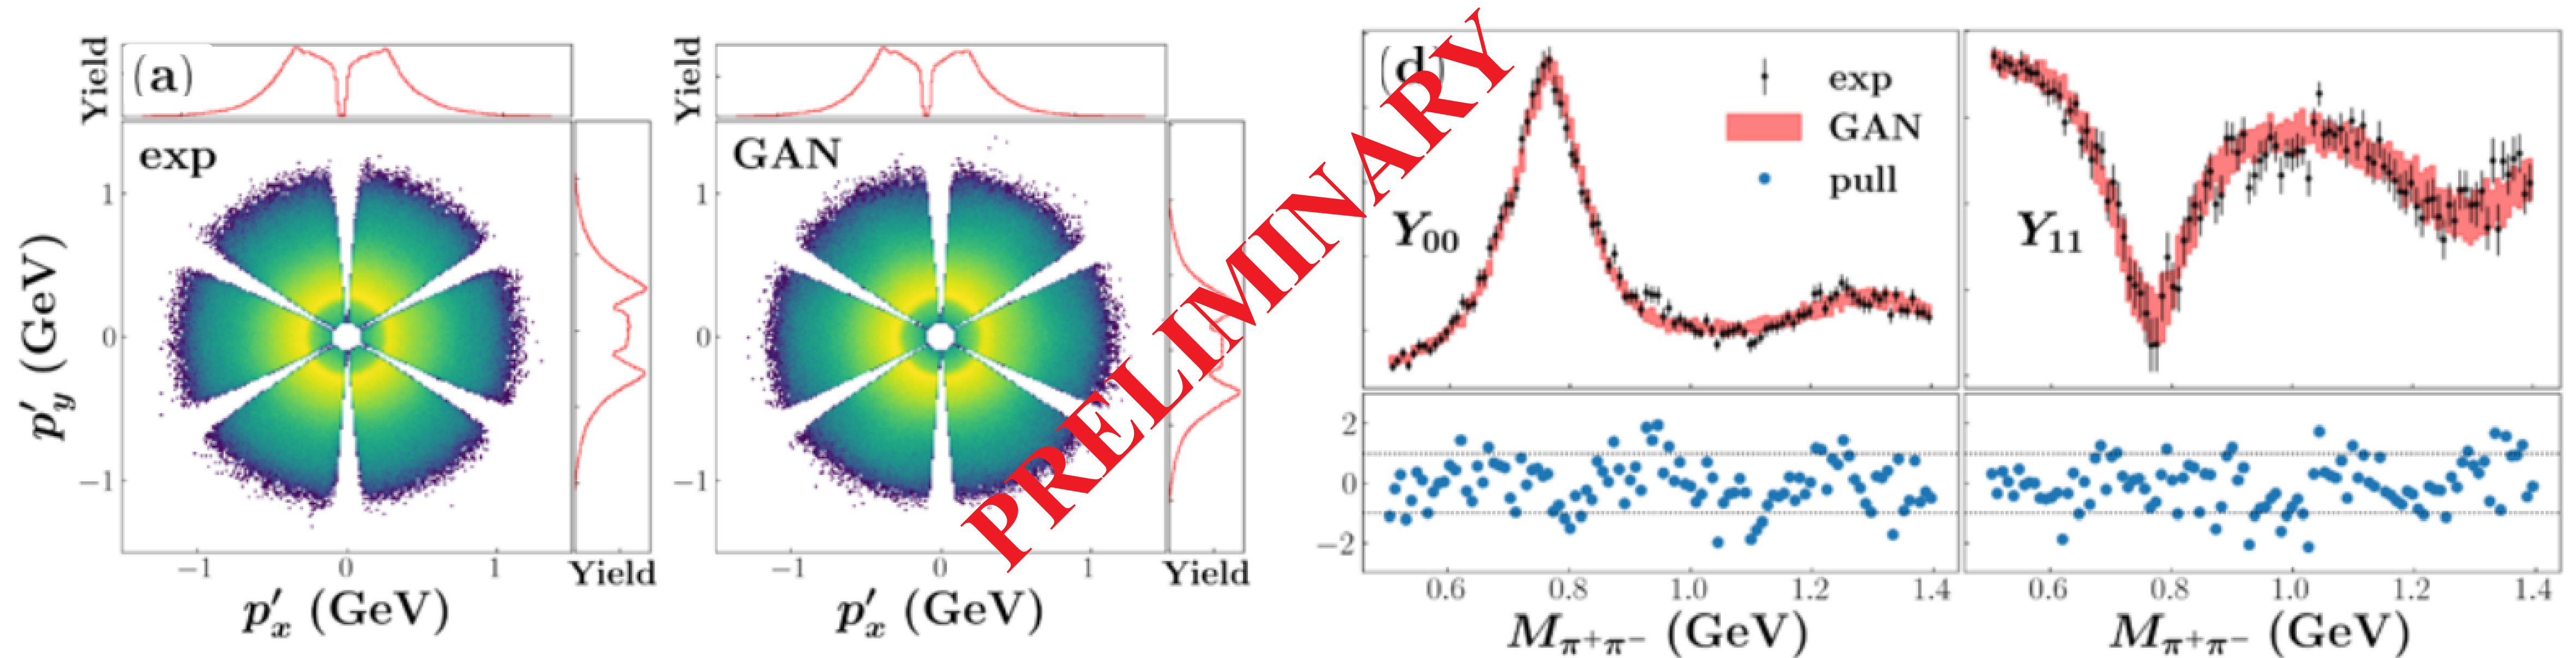 (a)
Yield
exp
1
0
−1
p′y (GeV)
−1 0 1
Yield
p′x (GeV)
Yield
GAN
1
0
−1
−1 0 1
Yield
p′x (GeV)
PRELIMINARY
(d)
exp
GAN
pull
Y00
Y11
2
0
−2
0.6 0.8 1.0 1.2 1.4
Mπ+π− (GeV)
0.6 0.8 1.0 1.2 1.4
Mπ+π− (GeV)